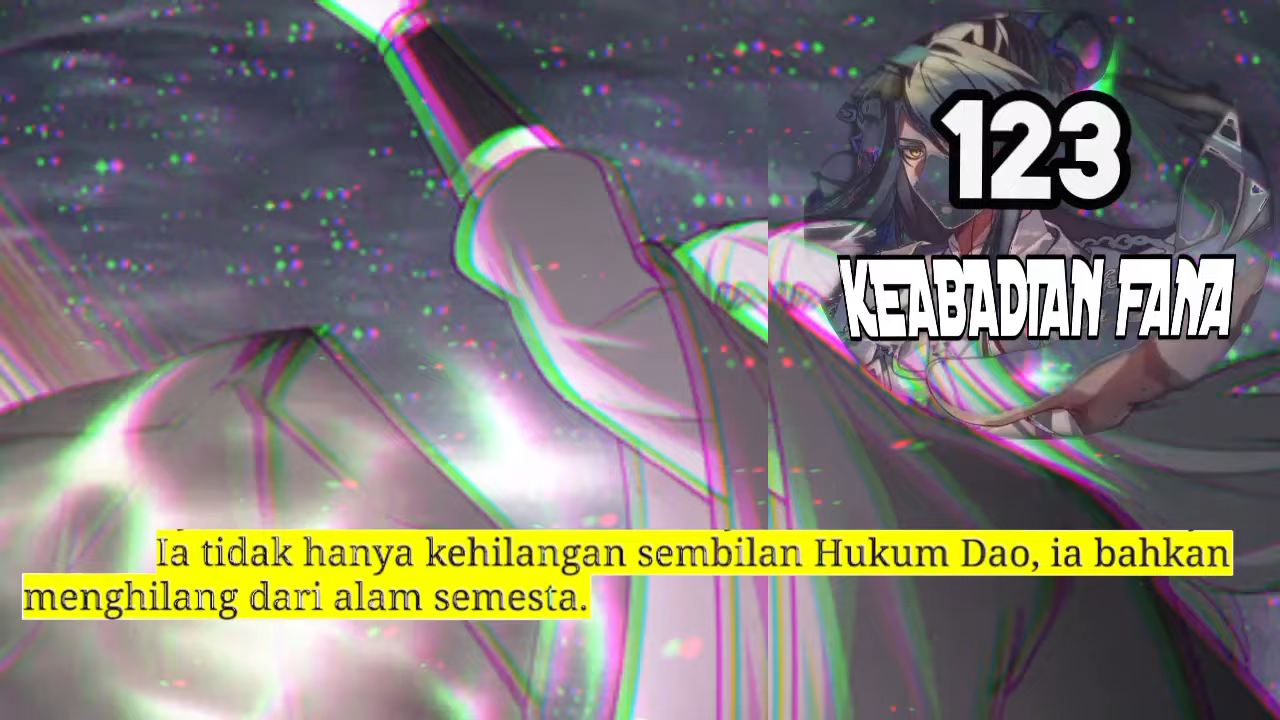 123
KEABADIAN FANA
Ia tidak hanya kehilangan sembilan Hukum Dao, ia bahkan
menghilang dari alam semesta.